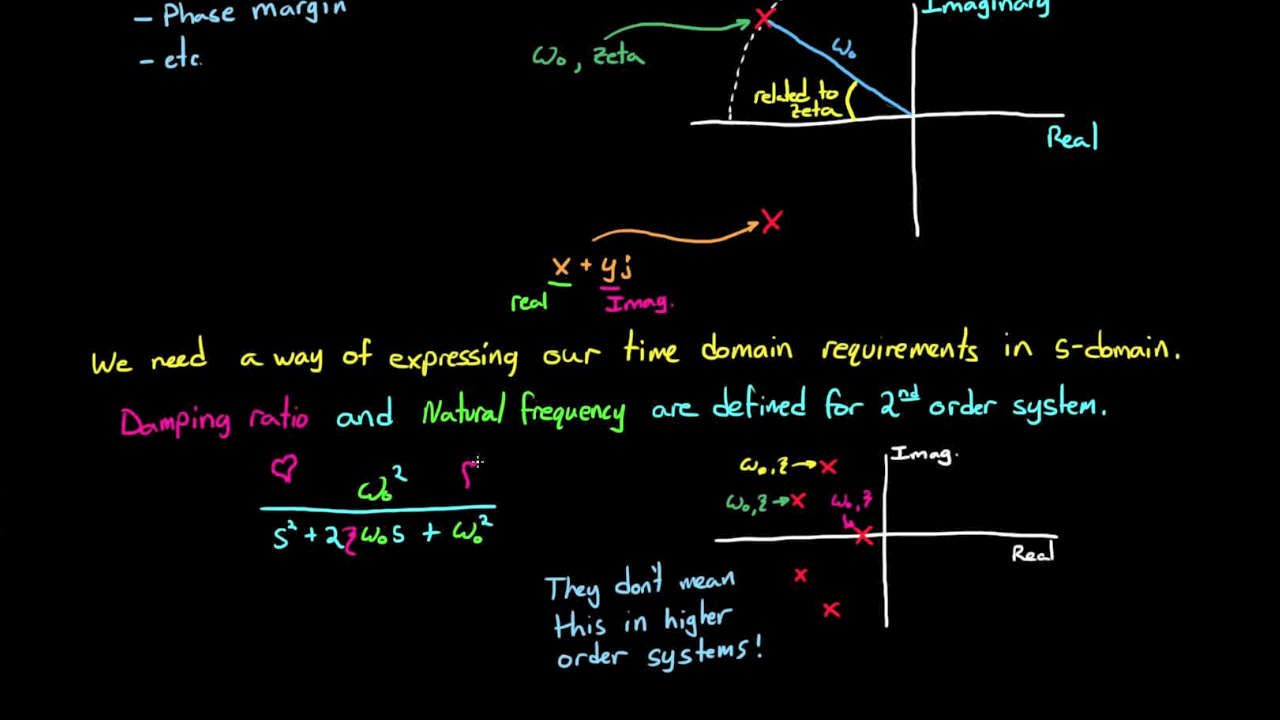 - Phase margin
- etc.
Imaginary
ω₀, zeta
ω₀
related to
zeta
Real
x + yj
real
Imag.
We need a way of expressing our time domain requirements in s-domain.
Damping ratio and Natural frequency are defined for 2nd order system.
ω₀²
s² + 2ζω₀s + ω₀²
Imag.
ω₀, ζ
ω₀, ζ
ω₀, ζ
Real
They don't mean
this in higher
order systems!